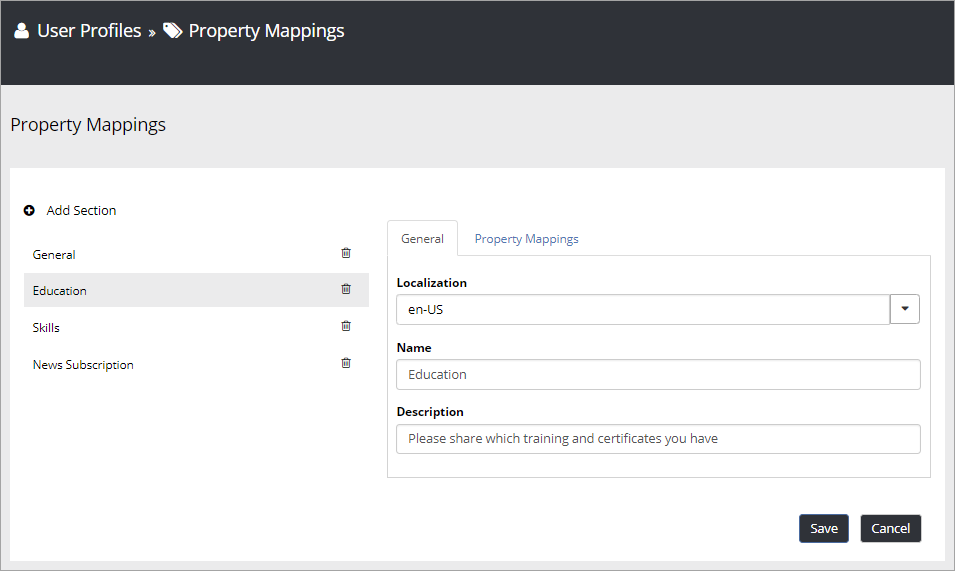 User Profiles » Property Mappings
Property Mappings
Add Section
General
Education
Skills
News Subscription
General Property Mappings
Localization
en-US
Name
Education
Description
Please share which training and certificates you have
Save Cancel